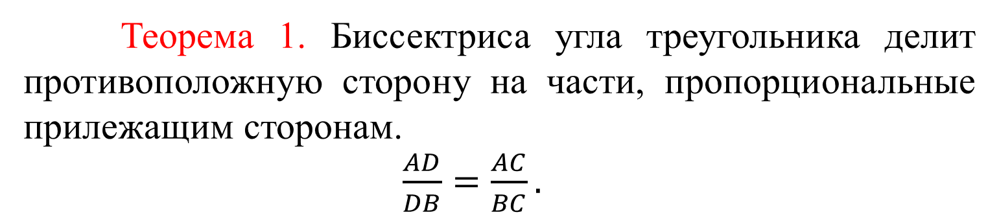 Теорема 1. Биссектриса угла треугольника делит
противоположную сторону на части, пропорциональные
прилежащим сторонам.
AD/DB = AC/BC.